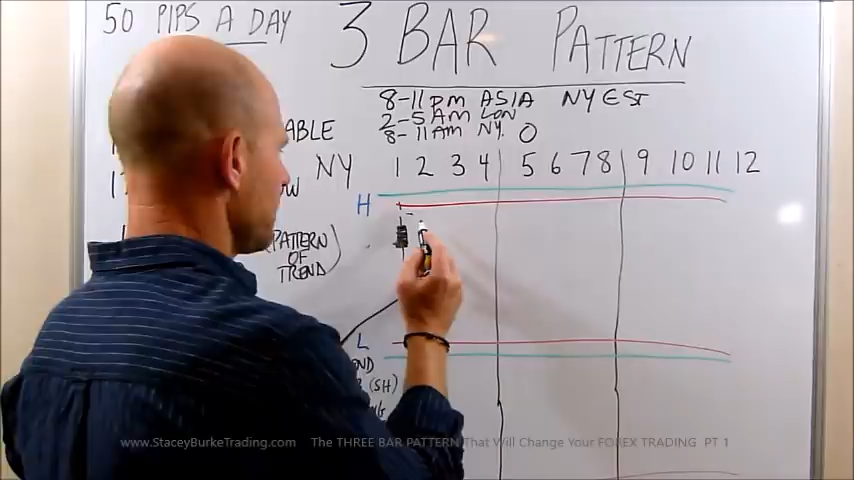 50 PIPS A DAY
3 BAR PATTERN
8-11 pm ASIA NY EST
2-5 AM LON
8-11 AM NY. O
ABLE
NY 1 2 3 4 5 6 7 8 9 10 11 12
OW
H
(PATTERN
OF
TREND)
L
ND
(SH)
www.StaceyBurkeTrading.com The THREE BAR PATTERN That Will Change Your FOREX TRADING PT 1